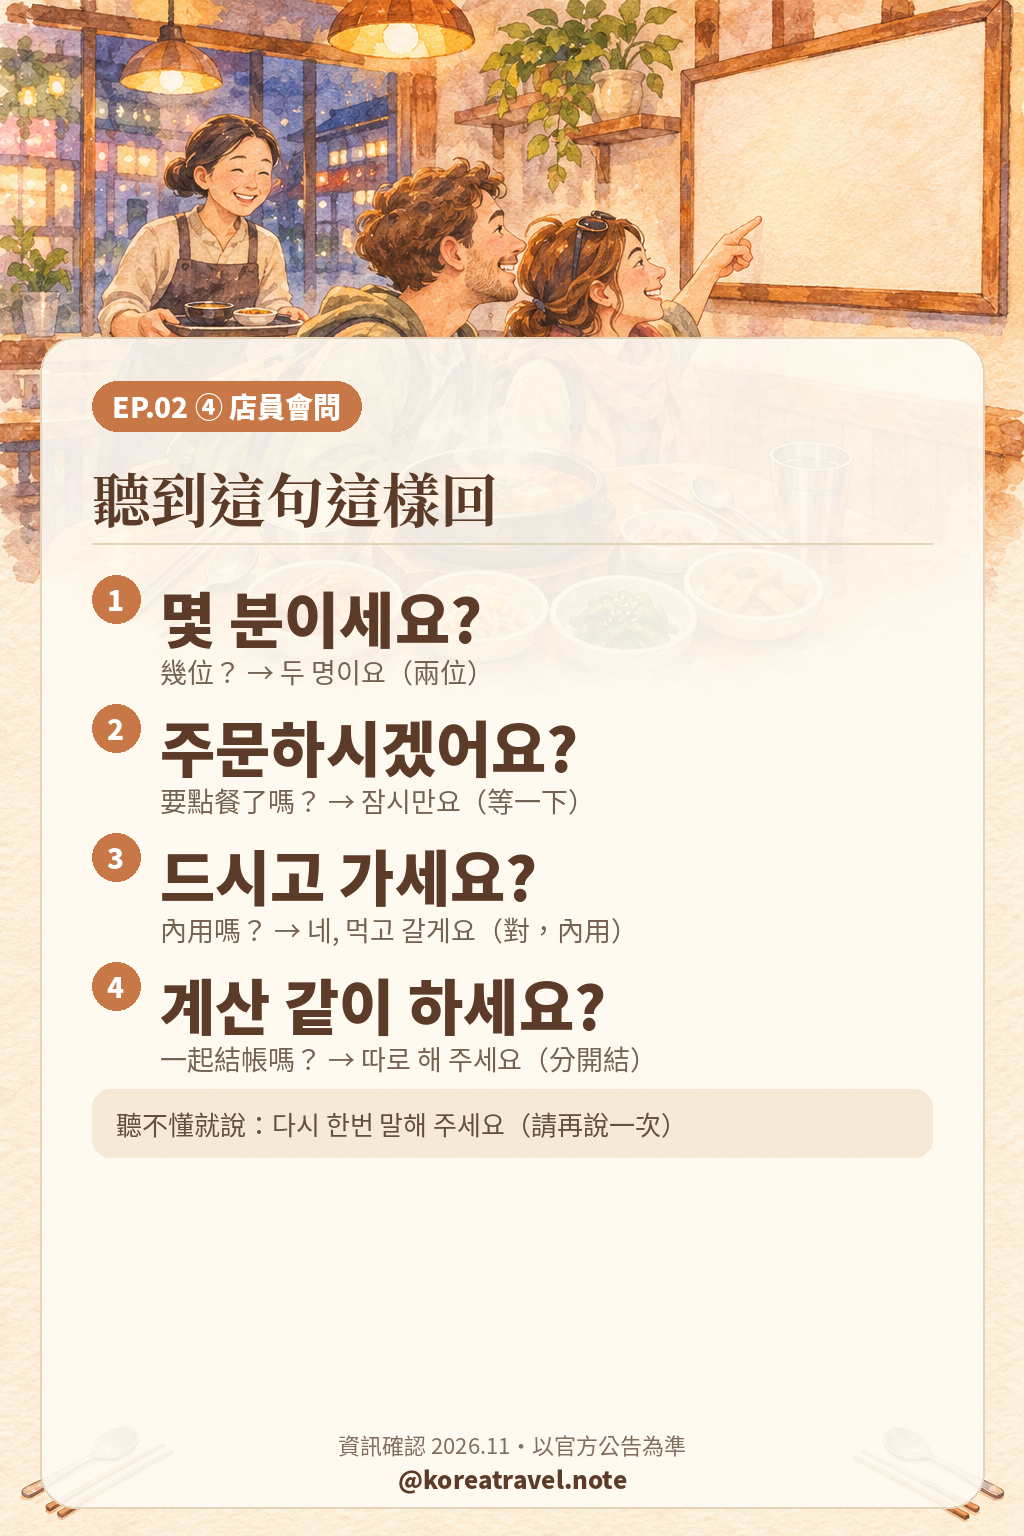 EP.02 ④ 店員會問
聽到這句這樣回
1 몇 분이세요?
幾位？ → 두 명이요（兩位）
2 주문하시겠어요?
要點餐了嗎？ → 잠시만요（等一下）
3 드시고 가세요?
內用嗎？ → 네, 먹고 갈게요（對，內用）
4 계산 같이 하세요?
一起結帳嗎？ → 따로 해 주세요（分開結）
聽不懂就說：다시 한번 말해 주세요（請再說一次）
資訊確認 2026.11・以官方公告為準
@koreatravel.note